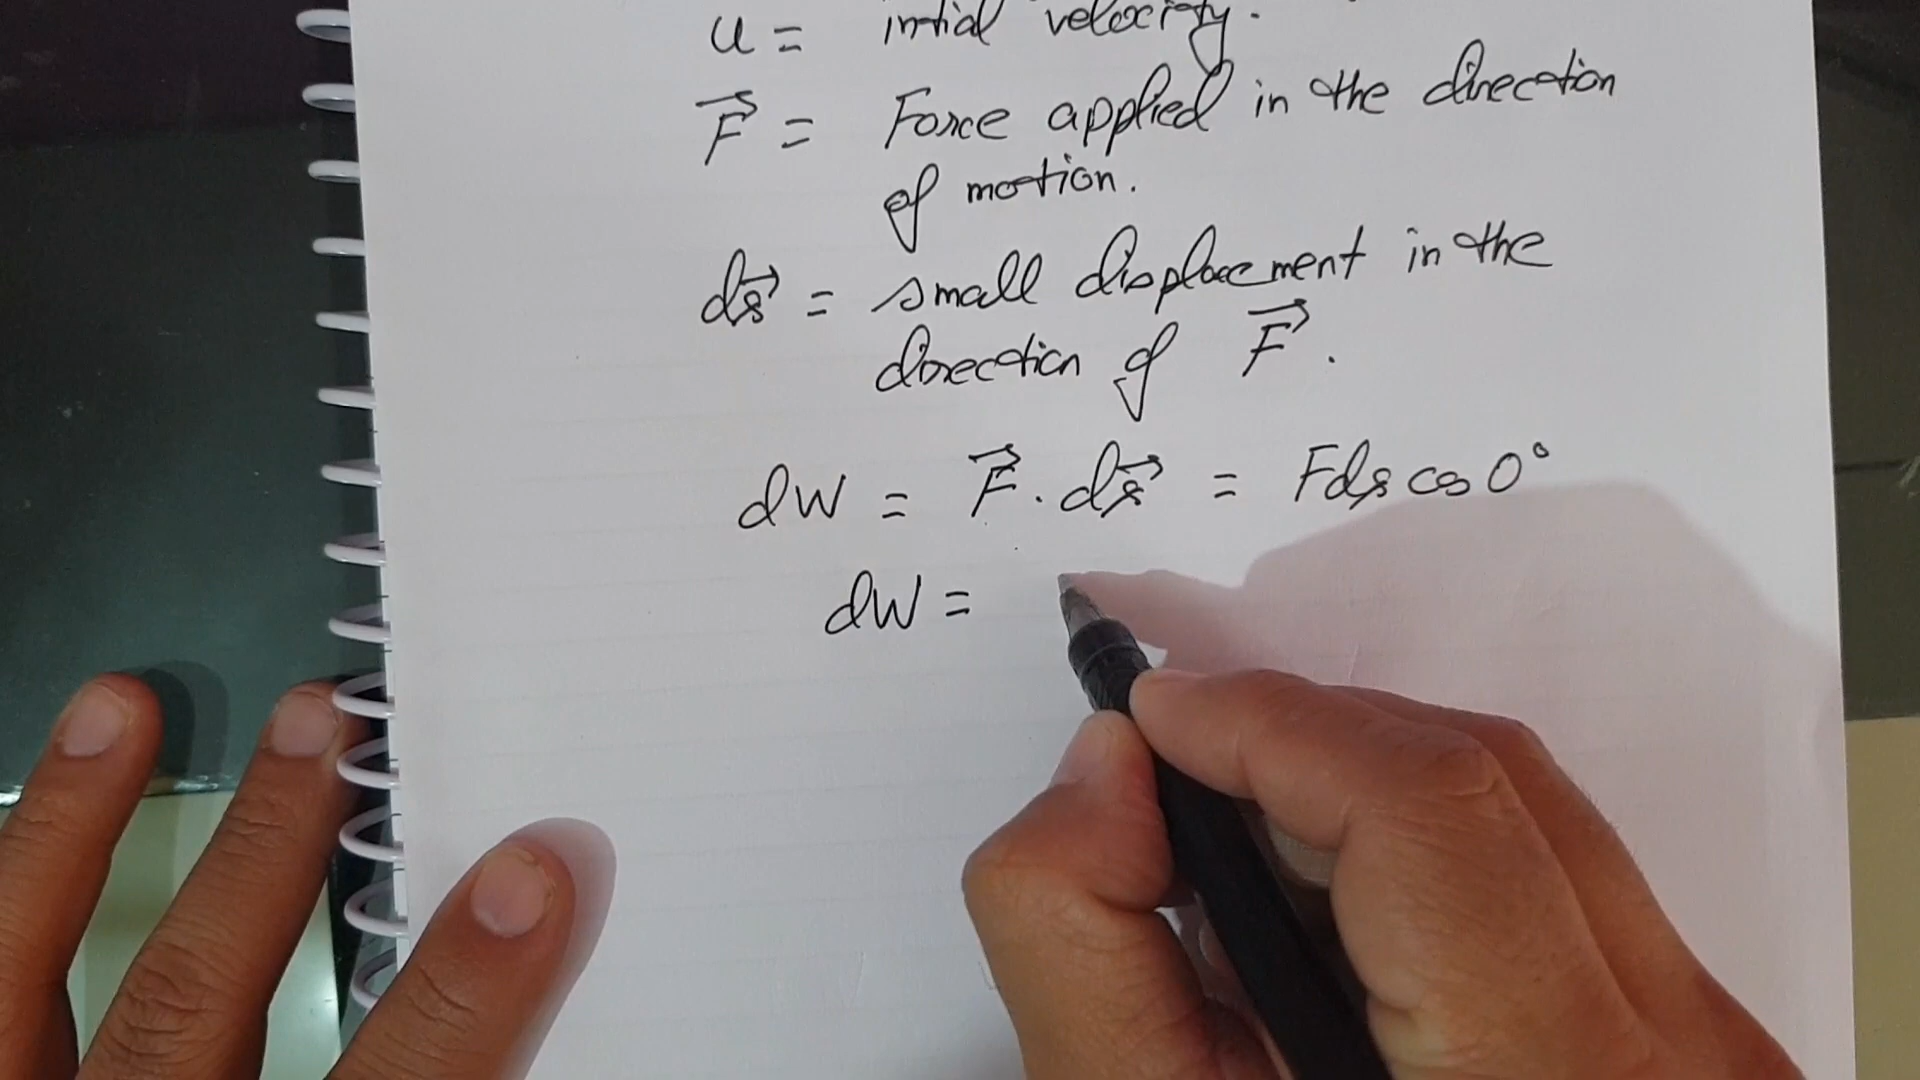 u = initial velocity.
F⃗ = Force applied in the direction
of motion.
ds⃗ = small displacement in the
direction of F⃗.
dW = F⃗ . ds⃗ = Fds cos 0°
dW =